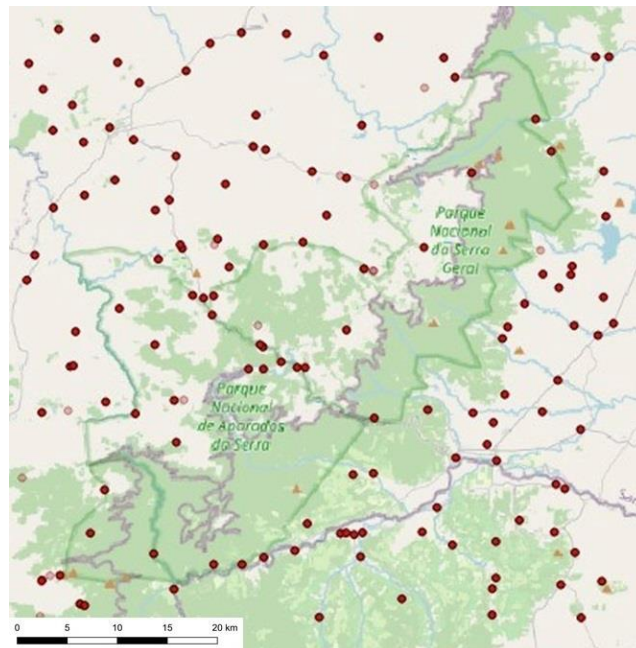 Parque
Nacional
da Serra
Geral
Parque
Nacional
de Aparados
da Serra
0 5 10 15 20 km